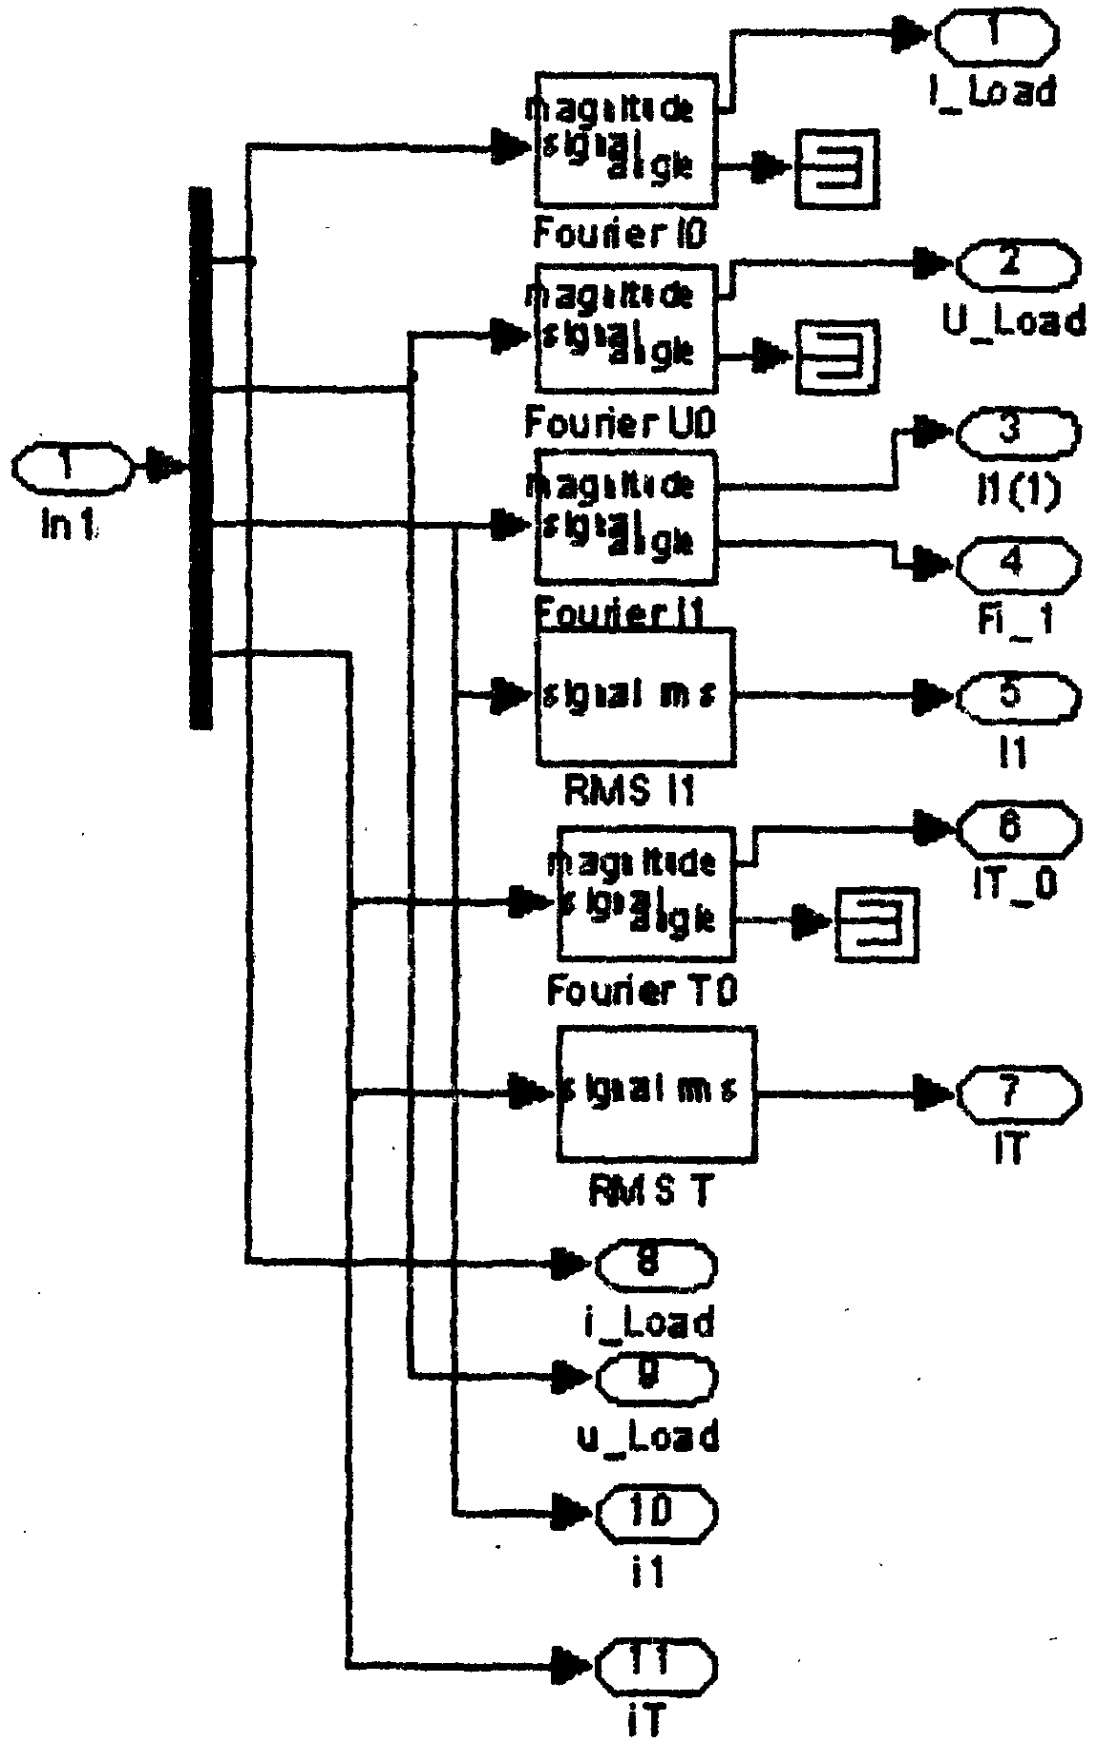 1
I_Load
magnitude
signal
angle
Fourier I0
2
U_Load
magnitude
signal
angle
Fourier U0
1
In1
3
I1(1)
magnitude
signal
angle
4
Fi_1
Fourier I1
signal rms
5
I1
RMS I1
6
IT_0
magnitude
signal
angle
Fourier T0
signal rms
7
IT
RMS T
8
i_Load
9
u_Load
10
i1
11
iT